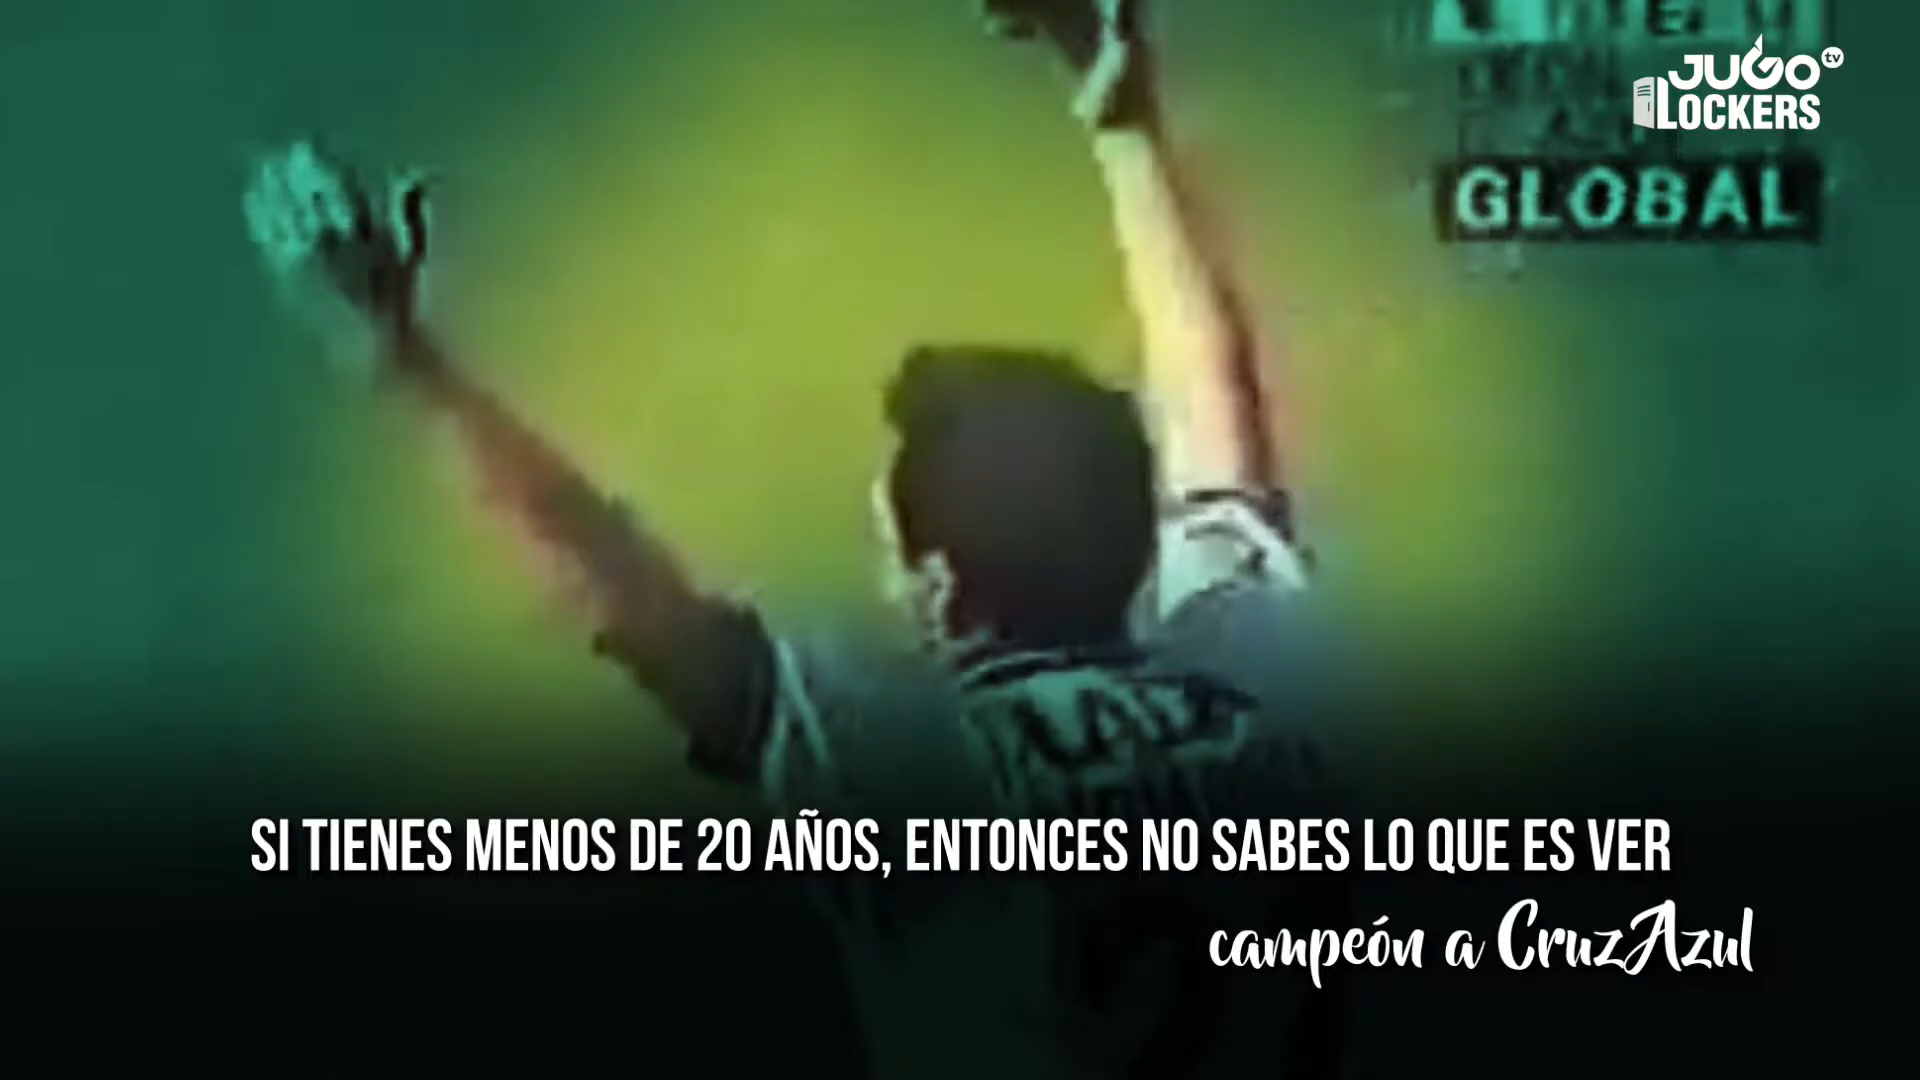 JUGO tv
LOCKERS
GLOBAL
SI TIENES MENOS DE 20 AÑOS, ENTONCES NO SABES LO QUE ES VER
campeón a CruzAzul